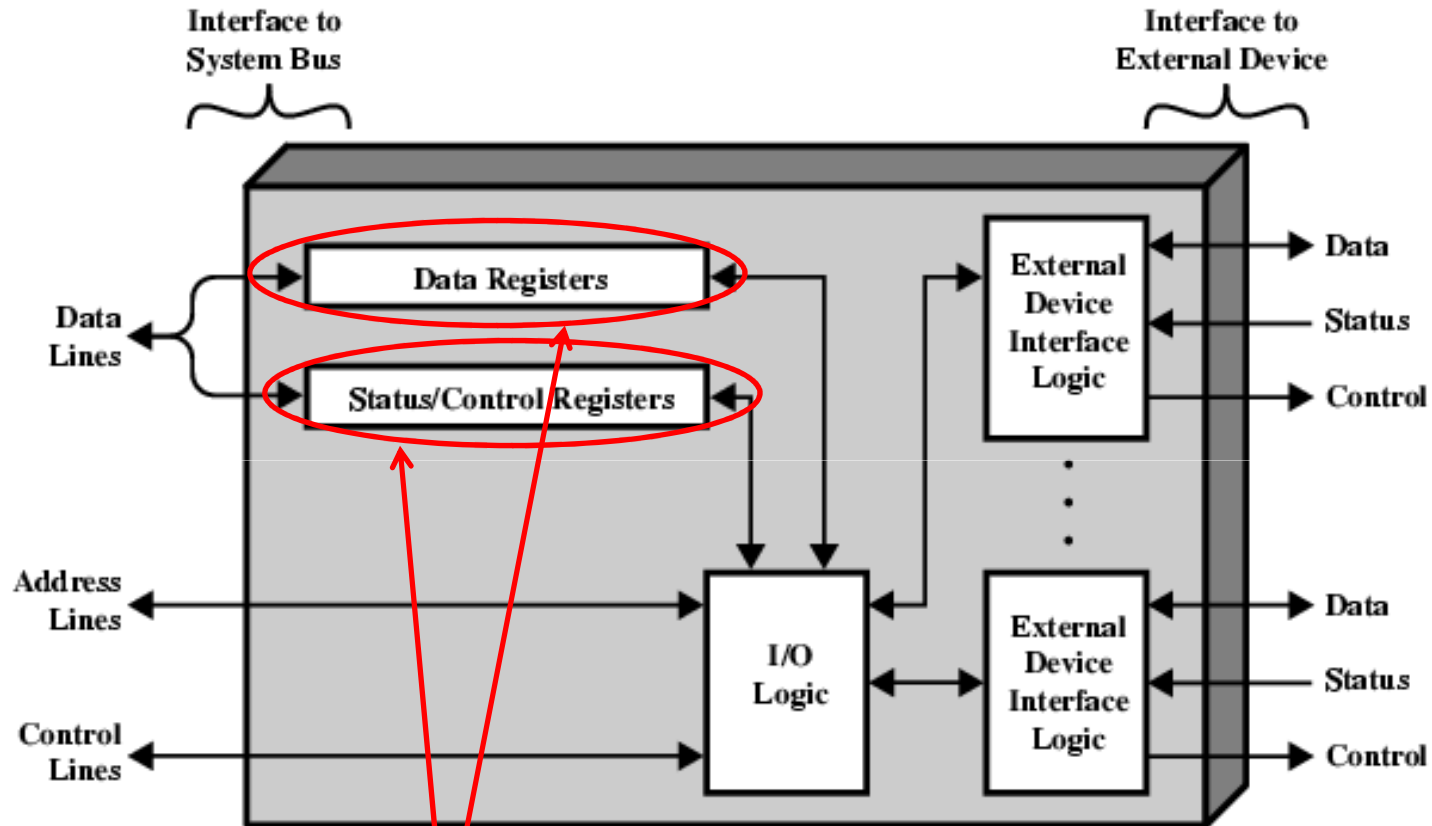 Interface to
System Bus
Interface to
External Device
Data Registers
Status/Control Registers
Data
Lines
Address
Lines
Control
Lines
I/O
Logic
External
Device
Interface
Logic
Data
Status
Control
External
Device
Interface
Logic
Data
Status
Control